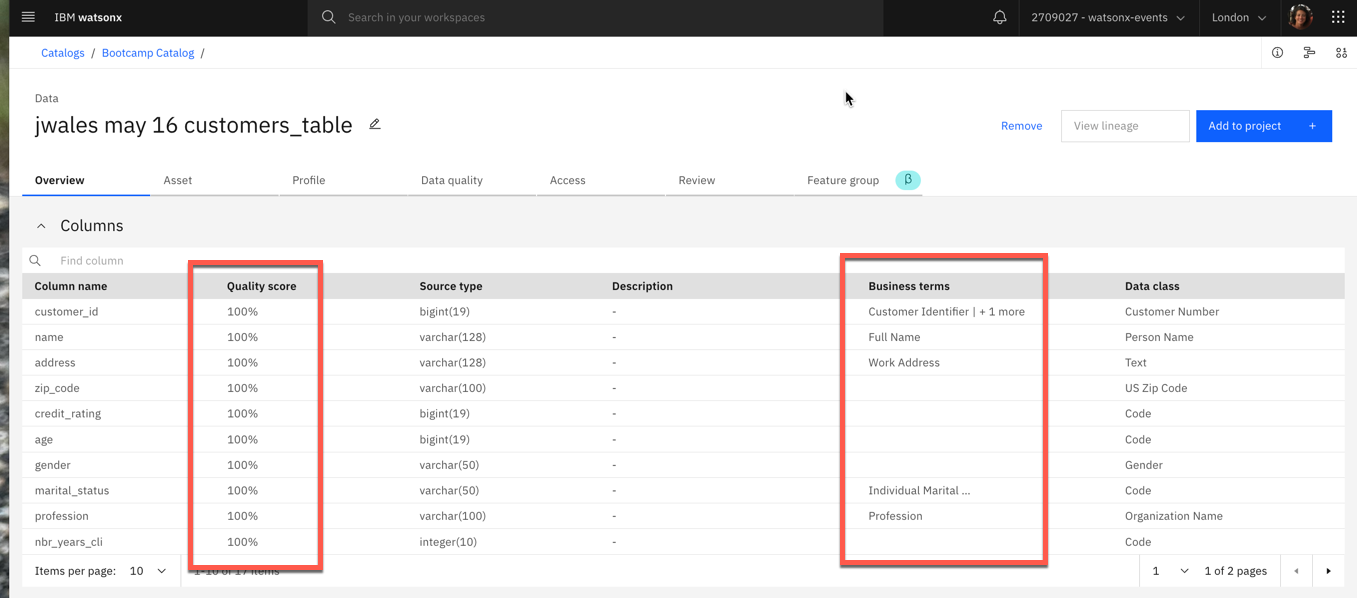 IBM watsonx Search in your workspaces 2709027 - watsonx-events London
Catalogs / Bootcamp Catalog /
Data
jwales may 16 customers_table
Remove View lineage Add to project +
Overview Asset Profile Data quality Access Review Feature group β
Columns
Find column
Column name Quality score Source type Description Business terms Data class
customer_id 100% bigint(19) - Customer Identifier | + 1 more Customer Number
name 100% varchar(128) - Full Name Person Name
address 100% varchar(128) - Work Address Text
zip_code 100% varchar(100) - US Zip Code
credit_rating 100% bigint(19) - Code
age 100% bigint(19) - Code
gender 100% varchar(50) - Gender
marital_status 100% varchar(50) - Individual Marital ... Code
profession 100% varchar(100) - Profession Organization Name
nbr_years_cli 100% integer(10) - Code
Items per page: 10 1-10 of 17 items 1 1 of 2 pages